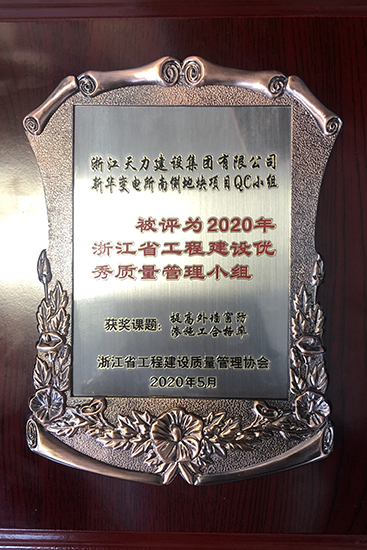 浙江天力建设集团有限公司
新华变电所南侧地块项目QC小组
被评为2020年
浙江省工程建设优
秀质量管理小组
获奖课题：提高外墙窗防
渗施工合格率
浙江省工程建设质量管理协会
2020年5月